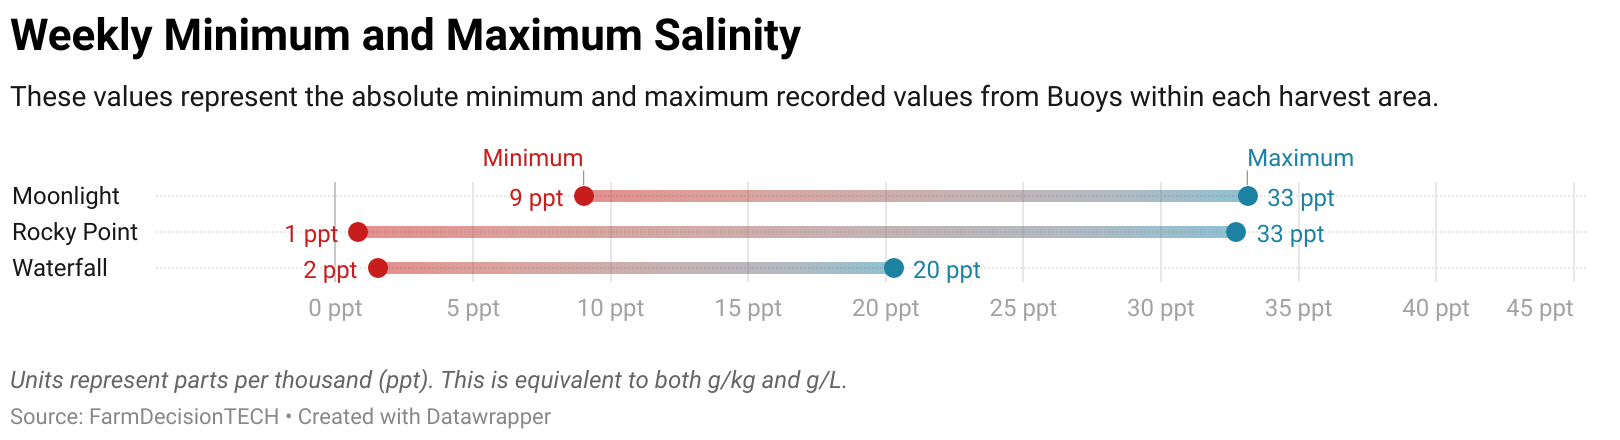 Weekly Minimum and Maximum Salinity
These values represent the absolute minimum and maximum recorded values from Buoys within each harvest area.
Minimum Maximum
Moonlight 9 ppt 33 ppt
Rocky Point 1 ppt 33 ppt
Waterfall 2 ppt 20 ppt
0 ppt 5 ppt 10 ppt 15 ppt 20 ppt 25 ppt 30 ppt 35 ppt 40 ppt 45 ppt
Units represent parts per thousand (ppt). This is equivalent to both g/kg and g/L.
Source: FarmDecisionTECH • Created with Datawrapper